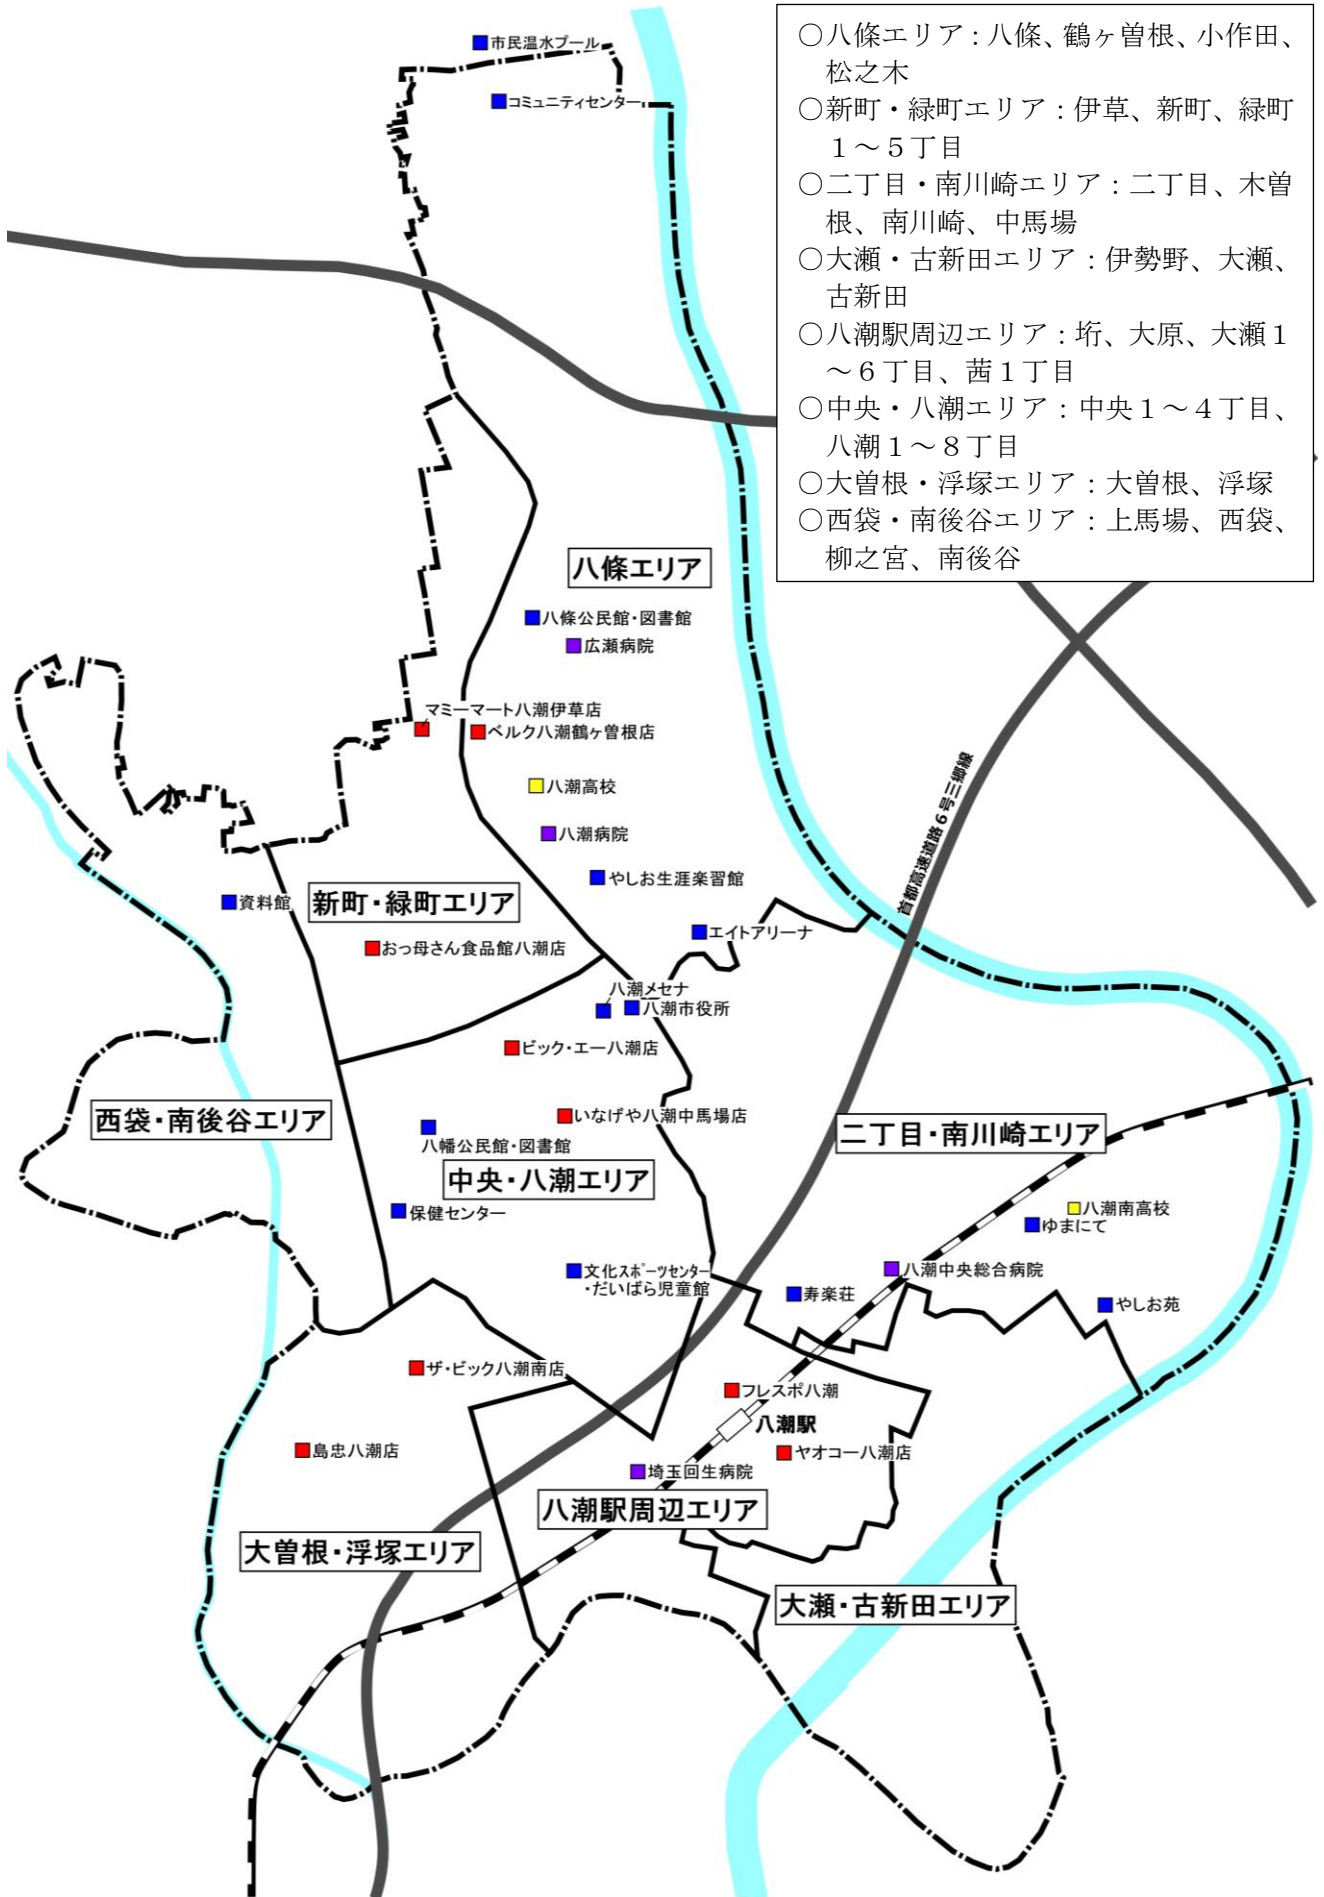 ○八條エリア：八條、鶴ヶ曽根、小作田、
松之木
○新町・緑町エリア：伊草、新町、緑町
１～５丁目
○二丁目・南川崎エリア：二丁目、木曽
根、南川崎、中馬場
○大瀬・古新田エリア：伊勢野、大瀬、
古新田
○八潮駅周辺エリア：垳、大原、大瀬１
～６丁目、茜１丁目
○中央・八潮エリア：中央１～４丁目、
八潮１～８丁目
○大曽根・浮塚エリア：大曽根、浮塚
○西袋・南後谷エリア：上馬場、西袋、
柳之宮、南後谷
市民温水プール
コミュニティセンター
八條エリア
八條公民館・図書館
広瀬病院
マミーマート八潮伊草店
ベルク八潮鶴ヶ曽根店
首都高速道路６号三郷線
八潮高校
八潮病院
やしお生涯楽習館
資料館
新町・緑町エリア
エイトアリーナ
おっ母さん食品館八潮店
八潮メセナ
八潮市役所
ビック・エー八潮店
西袋・南後谷エリア
いなげや八潮中馬場店
二丁目・南川崎エリア
八幡公民館・図書館
中央・八潮エリア
八潮南高校
保健センター
ゆまにて
文化スポーツセンター
・だいばら児童館
八潮中央総合病院
寿楽荘
やしお苑
ザ・ビック八潮南店
フレスポ八潮
八潮駅
島忠八潮店
ヤオコー八潮店
埼玉回生病院
八潮駅周辺エリア
大曽根・浮塚エリア
大瀬・古新田エリア